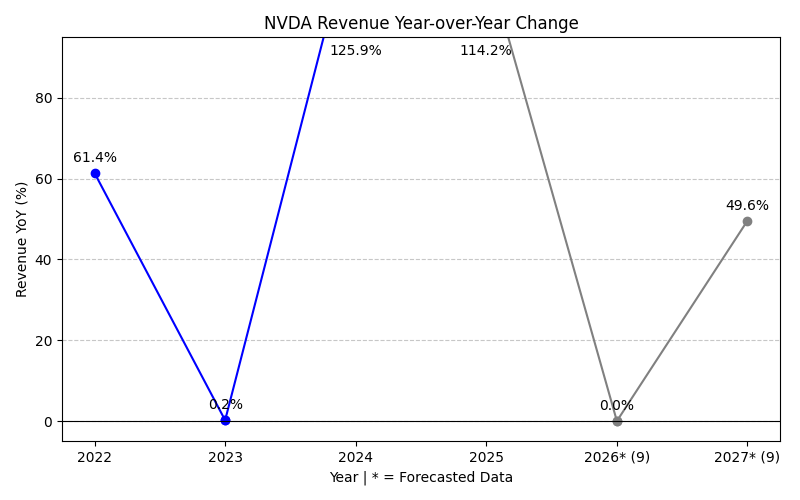 NVDA Revenue Year-over-Year Change
Revenue YoY (%)
80
60
40
20
0
61.4%
0.2%
125.9%
114.2%
0.0%
49.6%
2022 2023 2024 2025 2026* (9) 2027* (9)
Year | * = Forecasted Data